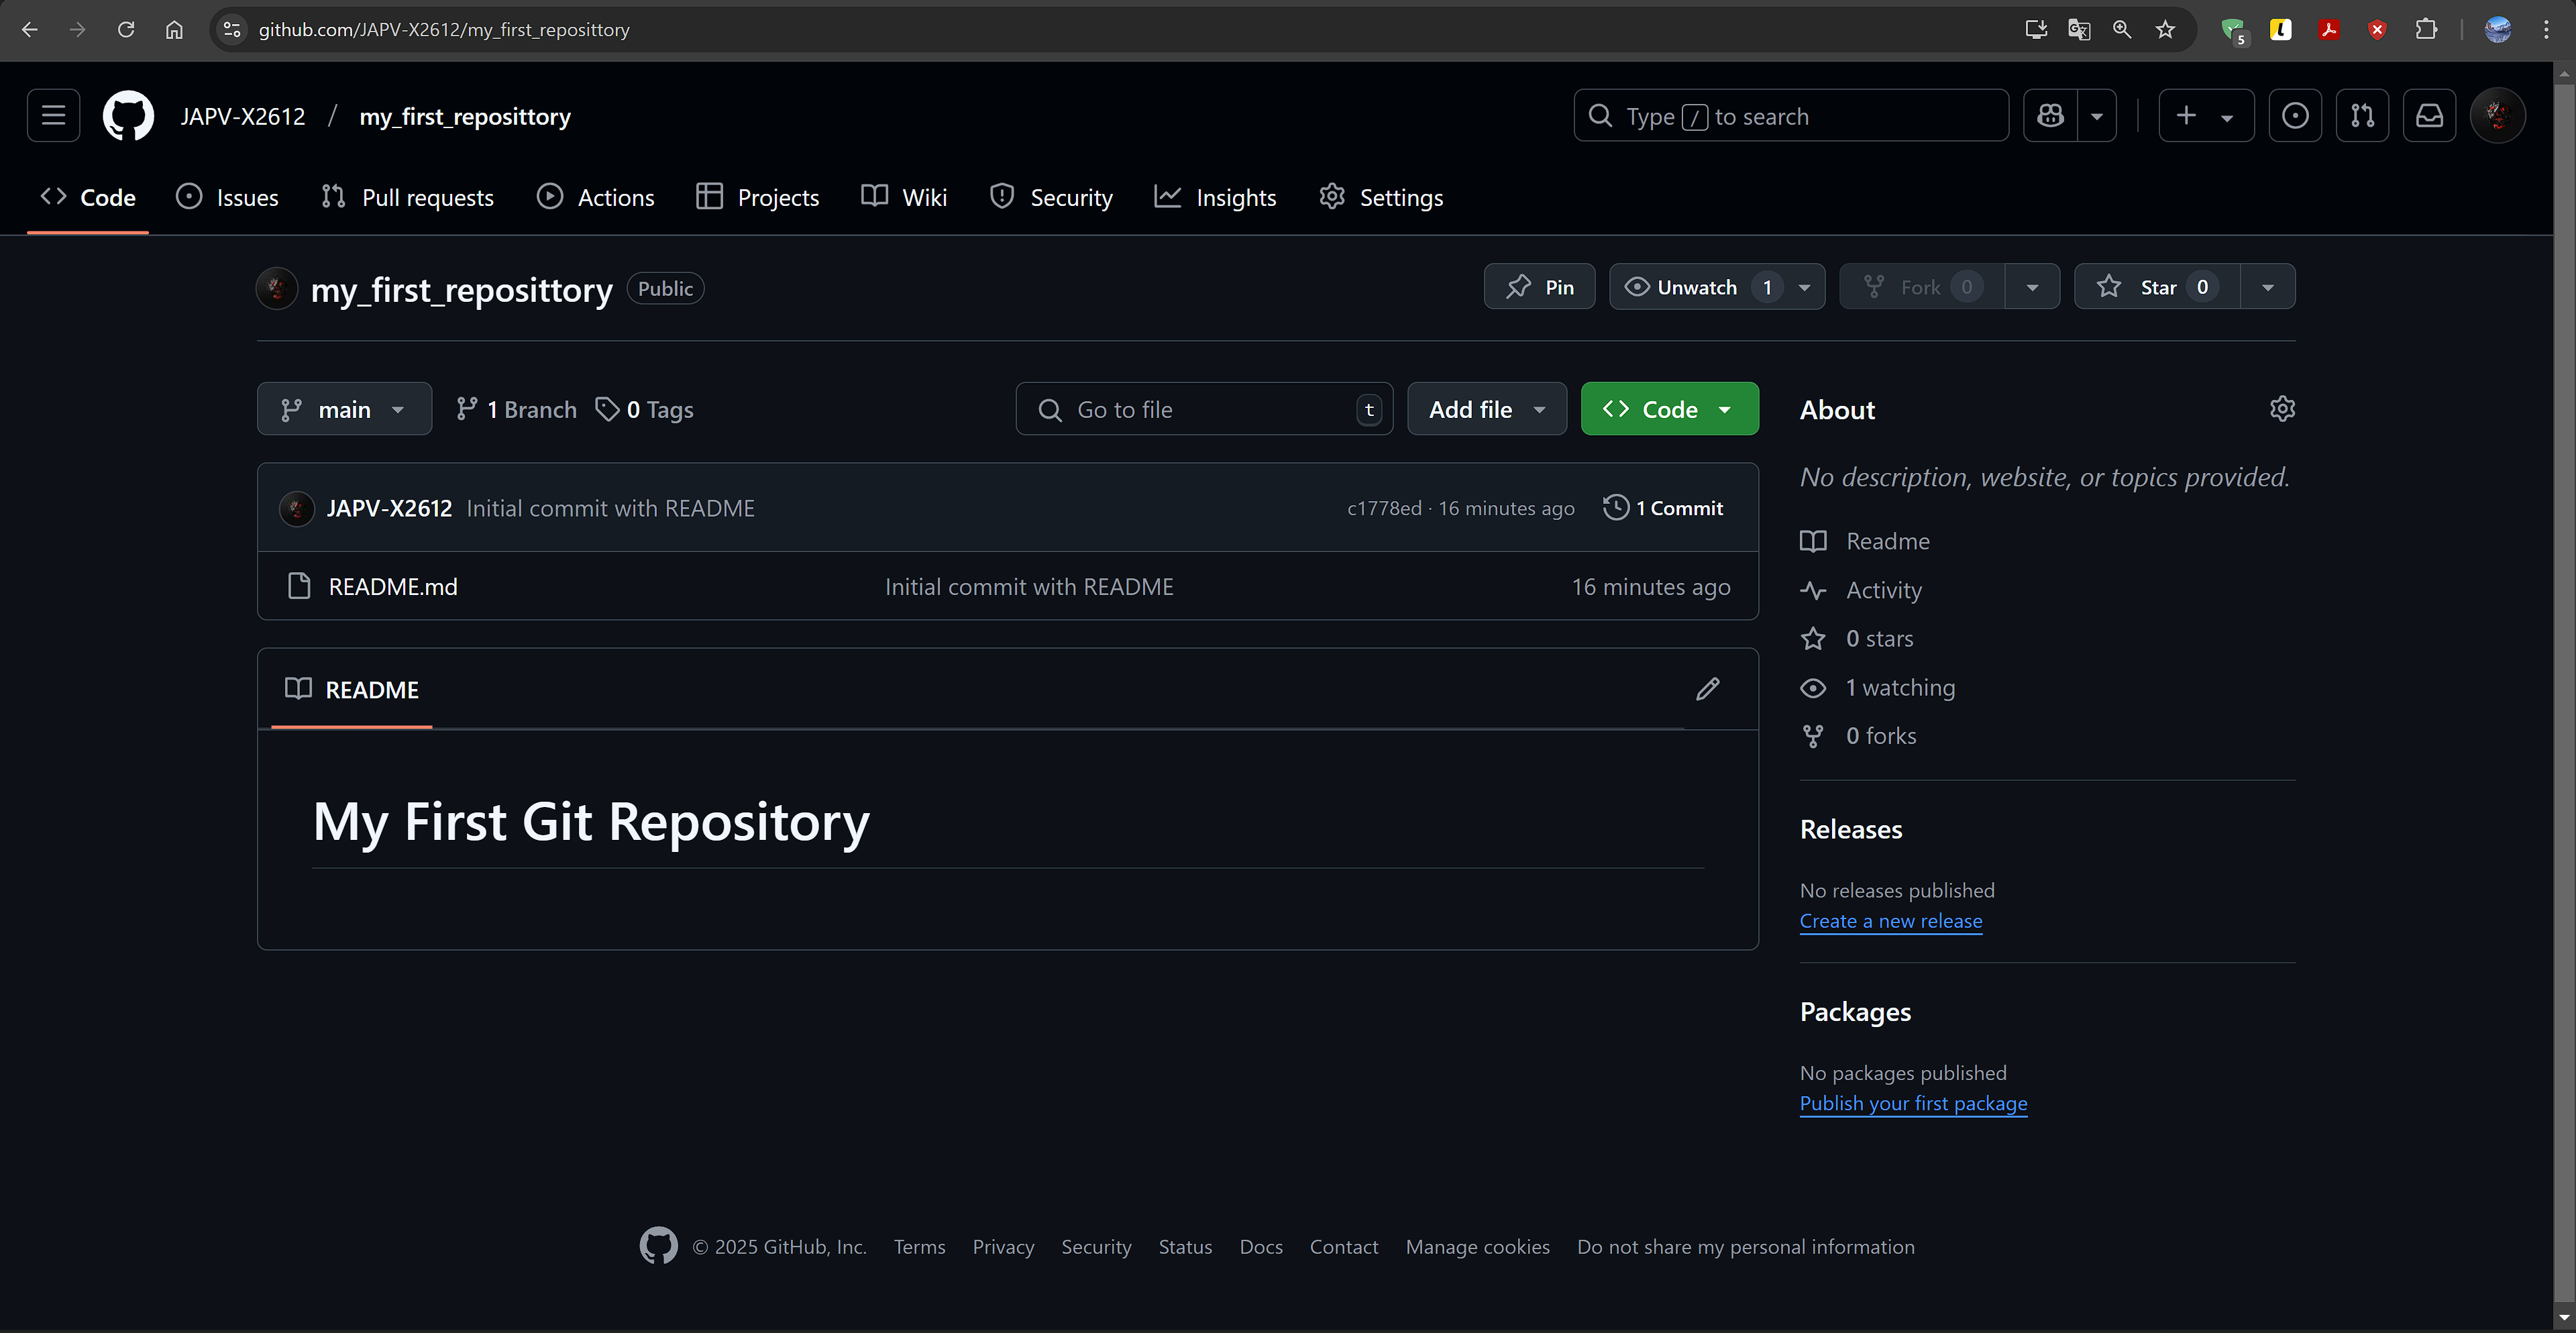 github.com/JAPV-X2612/my_first_reposittory
5
JAPV-X2612 / my_first_reposittory
Type / to search
Code Issues Pull requests Actions Projects Wiki Security Insights Settings
my_first_reposittory Public
Pin Unwatch 1 Fork 0 Star 0
main 1 Branch 0 Tags Go to file t Add file Code
JAPV-X2612 Initial commit with README c1778ed · 16 minutes ago 1 Commit
README.md Initial commit with README 16 minutes ago
README
My First Git Repository
About
No description, website, or topics provided.
Readme
Activity
0 stars
1 watching
0 forks
Releases
No releases published
Create a new release
Packages
No packages published
Publish your first package
© 2025 GitHub, Inc. Terms Privacy Security Status Docs Contact Manage cookies Do not share my personal information